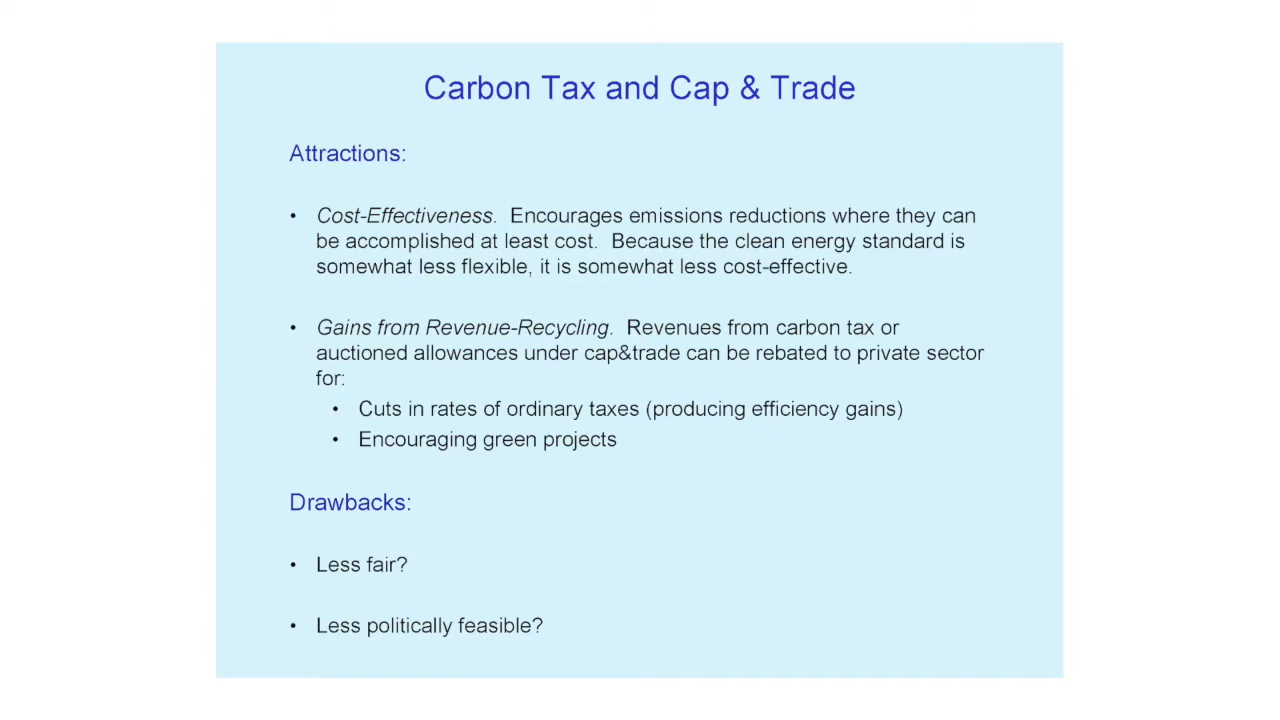 Carbon Tax and Cap & Trade
Attractions:
• Cost-Effectiveness. Encourages emissions reductions where they can
be accomplished at least cost. Because the clean energy standard is
somewhat less flexible, it is somewhat less cost-effective.
• Gains from Revenue-Recycling. Revenues from carbon tax or
auctioned allowances under cap&trade can be rebated to private sector
for:
• Cuts in rates of ordinary taxes (producing efficiency gains)
• Encouraging green projects
Drawbacks:
• Less fair?
• Less politically feasible?